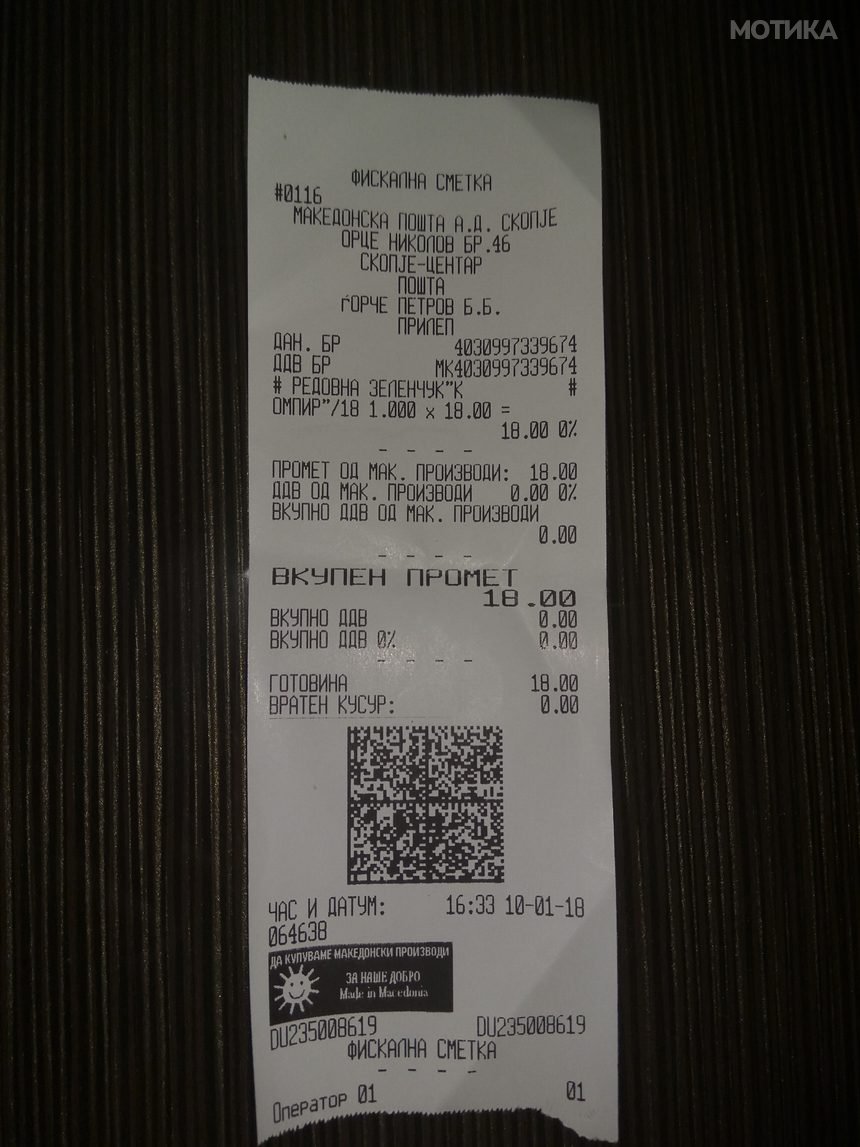 МОТИКА
ФИСКАЛНА СМЕТКА
#0116
МАКЕДОНСКА ПОШТА А.Д. СКОПЈЕ
ОРЦЕ НИКОЛОВ БР.46
СКОПЈЕ-ЦЕНТАР
ПОШТА
ЃОРЧЕ ПЕТРОВ Б.Б.
ПРИЛЕП
ДАН. БР 4030997339674
ДДВ БР МК4030997339674
# РЕДОВНА ЗЕЛЕНЧУК"К #
ОМПИР"/18 1.000 x 18.00 =
18.00 0%
- - - -
ПРОМЕТ ОД МАК. ПРОИЗВОДИ: 18.00
ДДВ ОД МАК. ПРОИЗВОДИ 0.00 0%
ВКУПНО ДДВ ОД МАК. ПРОИЗВОДИ
0.00
- - - -
ВКУПЕН ПРОМЕТ
18.00
ВКУПНО ДДВ 0.00
ВКУПНО ДДВ 0% 0.00
- - - -
ГОТОВИНА 18.00
ВРАТЕН КУСУР: 0.00
ЧАС И ДАТУМ: 16:33 10-01-18
064638
ДА КУПУВАМЕ МАКЕДОНСКИ ПРОИЗВОДИ
ЗА НАШЕ ДОБРО
Made in Macedonia
DU235008619 DU235008619
ФИСКАЛНА СМЕТКА
- - - -
Оператор 01 01